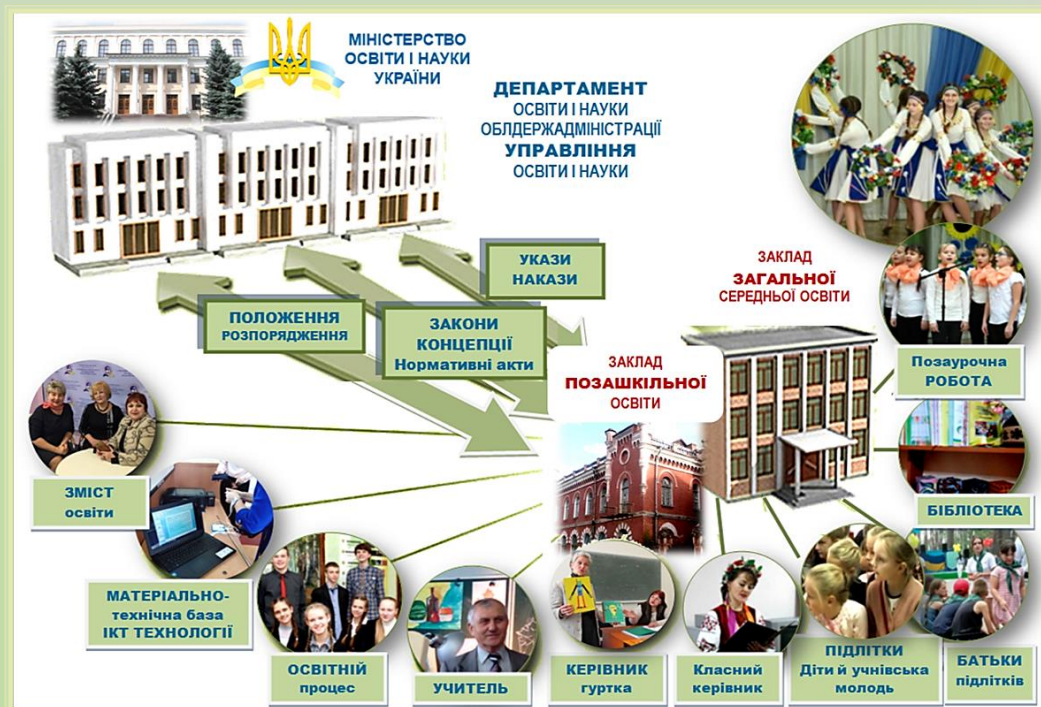 МІНІСТЕРСТВО
ОСВІТИ І НАУКИ
УКРАЇНИ
ДЕПАРТАМЕНТ
ОСВІТИ І НАУКИ
ОБЛДЕРЖАДМІНІСТРАЦІЇ
УПРАВЛІННЯ
ОСВІТИ І НАУКИ
УКАЗИ
НАКАЗИ
ПОЛОЖЕННЯ
РОЗПОРЯДЖЕННЯ
ЗАКОНИ
КОНЦЕПЦІЇ
Нормативні акти
ЗАКЛАД
ЗАГАЛЬНОЇ
СЕРЕДНЬОЇ ОСВІТИ
ЗАКЛАД
ПОЗАШКІЛЬНОЇ
ОСВІТИ
Позаурочна
РОБОТА
ЗМІСТ
освіти
БІБЛІОТЕКА
МАТЕРІАЛЬНО-
технічна база
ІКТ ТЕХНОЛОГІЇ
ОСВІТНІЙ
процес
УЧИТЕЛЬ
КЕРІВНИК
гуртка
Класний
керівник
ПІДЛІТКИ
Діти й учнівська
молодь
БАТЬКИ
підлітків